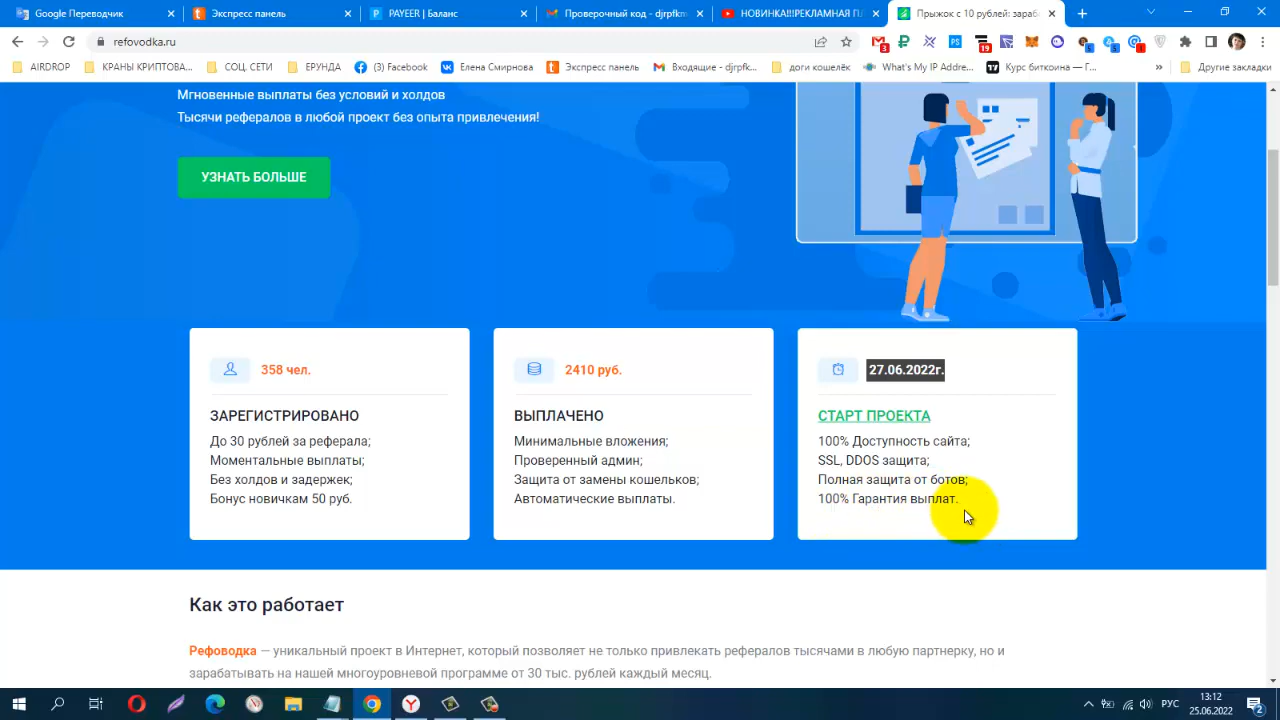 Google Переводчик
Экспресс панель
PAYEER | Баланс
Проверочный код - djrpfkm
НОВИНКА!!!РЕКЛАМНАЯ П
Прыжок с 10 рублей: зараб
refovodka.ru
AIRDROP
КРАНЫ КРИПТОВА...
СОЦ. СЕТИ
ЕРУНДА
(3) Facebook
Елена Смирнова
Экспресс панель
Входящие - djrpfk...
доги кошелёк
What's My IP Addre...
Курс биткоина — Г...
»
Другие закладки
Мгновенные выплаты без условий и холдов
Тысячи рефералов в любой проект без опыта привлечения!
УЗНАТЬ БОЛЬШЕ
358 чел.
ЗАРЕГИСТРИРОВАНО
До 30 рублей за реферала;
Моментальные выплаты;
Без холдов и задержек;
Бонус новичкам 50 руб.
2410 руб.
ВЫПЛАЧЕНО
Минимальные вложения;
Проверенный админ;
Защита от замены кошельков;
Автоматические выплаты.
27.06.2022г.
СТАРТ ПРОЕКТА
100% Доступность сайта;
SSL, DDOS защита;
Полная защита от ботов;
100% Гарантия выплат.
Как это работает
Рефоводка — уникальный проект в Интернет, который позволяет не только привлекать рефералов тысячами в любую партнерку, но и
зарабатывать на нашей многоуровневой программе от 30 тыс. рублей каждый месяц.
РУС
13:12
25.06.2022
2